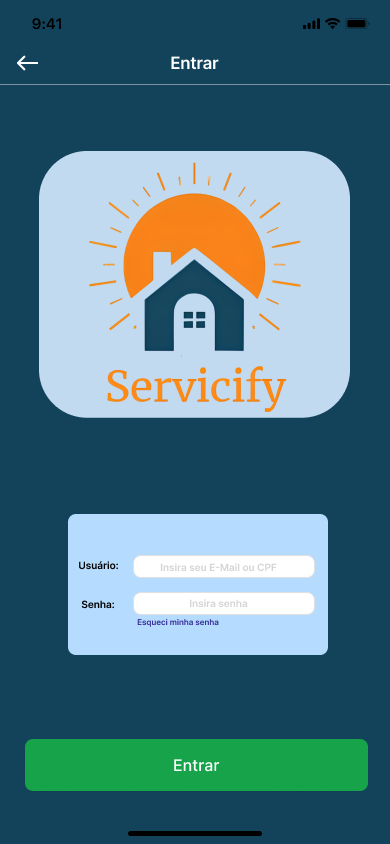 9:41
Entrar
Servicify
Usuário: Insira seu E-Mail ou CPF
Senha: Insira senha
Esqueci minha senha
Entrar